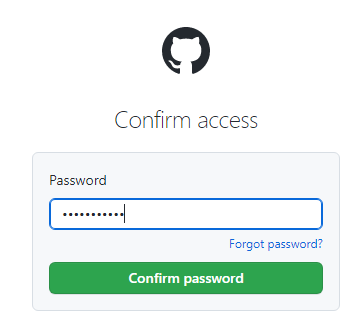 Confirm access
Password
•••••••••••
Forgot password?
Confirm password